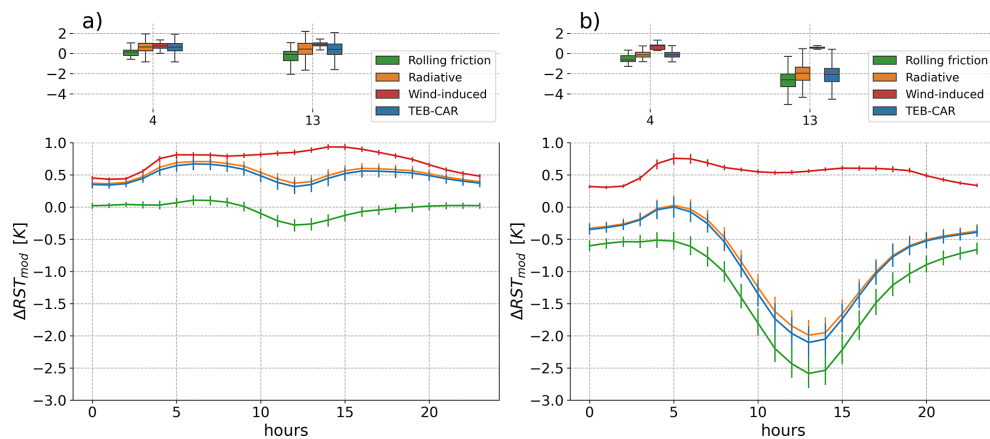 a)
2
0
−2
−4
4
13
Rolling friction
Radiative
Wind-induced
TEB-CAR
1.0
0.5
0.0
−0.5
−1.0
−1.5
−2.0
−2.5
−3.0
ΔRST_mod [K]
0
5
10
15
20
hours
b)
2
0
−2
−4
4
13
Rolling friction
Radiative
Wind-induced
TEB-CAR
1.0
0.5
0.0
−0.5
−1.0
−1.5
−2.0
−2.5
−3.0
ΔRST_mod [K]
0
5
10
15
20
hours